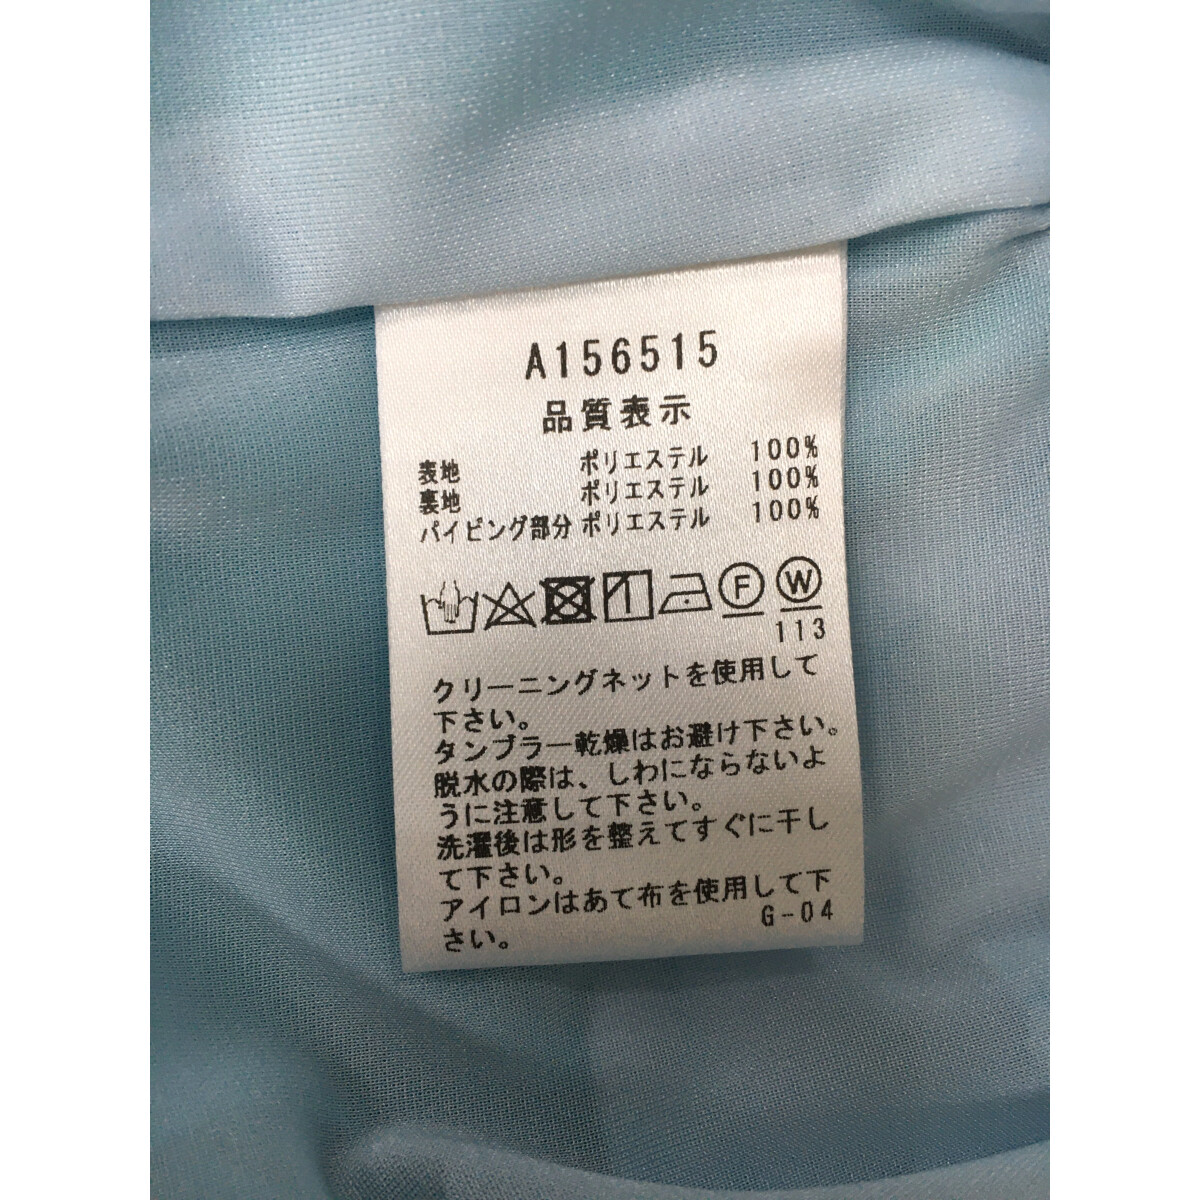 A156515
品質表示
表地 ポリエステル 100%
裏地 ポリエステル 100%
パイピング部分 ポリエステル 100%
F W
113
クリーニングネットを使用して
下さい。
タンブラー乾燥はお避け下さい。
脱水の際は、しわにならないよ
うに注意して下さい。
洗濯後は形を整えてすぐに干し
て下さい。
アイロンはあて布を使用して下
さい。
G-04